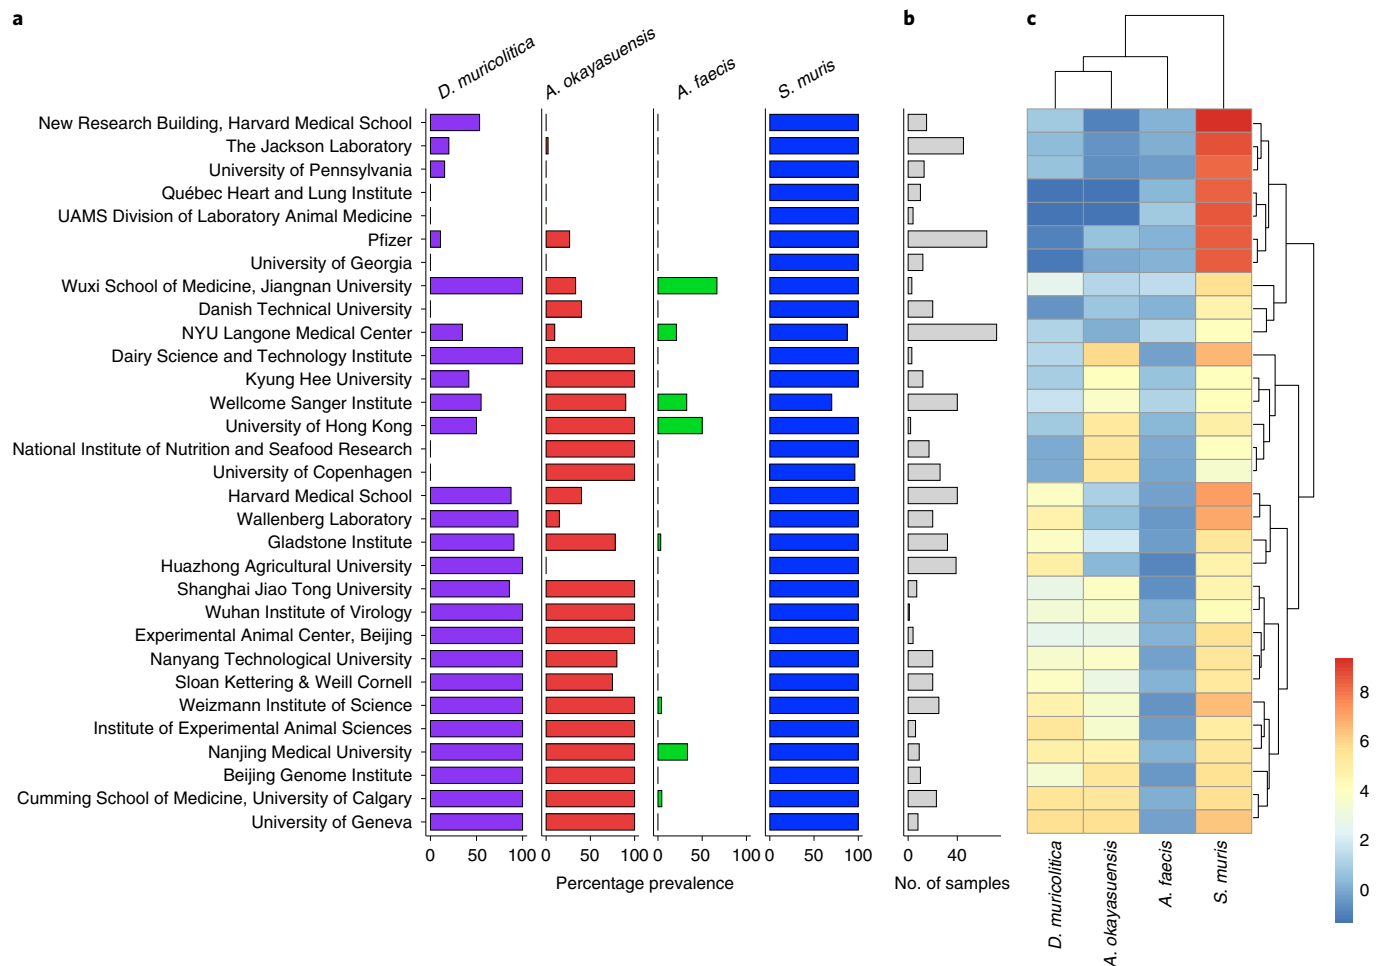 a
b
c
D. muricolitica
A. okayasuensis
A. faecis
S. muris
New Research Building, Harvard Medical School
The Jackson Laboratory
University of Pennsylvania
Québec Heart and Lung Institute
UAMS Division of Laboratory Animal Medicine
Pfizer
University of Georgia
Wuxi School of Medicine, Jiangnan University
Danish Technical University
NYU Langone Medical Center
Dairy Science and Technology Institute
Kyung Hee University
Wellcome Sanger Institute
University of Hong Kong
National Institute of Nutrition and Seafood Research
University of Copenhagen
Harvard Medical School
Wallenberg Laboratory
Gladstone Institute
Huazhong Agricultural University
Shanghai Jiao Tong University
Wuhan Institute of Virology
Experimental Animal Center, Beijing
Nanyang Technological University
Sloan Kettering & Weill Cornell
Weizmann Institute of Science
Institute of Experimental Animal Sciences
Nanjing Medical University
Beijing Genome Institute
Cumming School of Medicine, University of Calgary
University of Geneva
0 50 100 0 50 100 0 50 100 0 50 100
Percentage prevalence
0 40
No. of samples
D. muricolitica
A. okayasuensis
A. faecis
S. muris
8
6
4
2
0